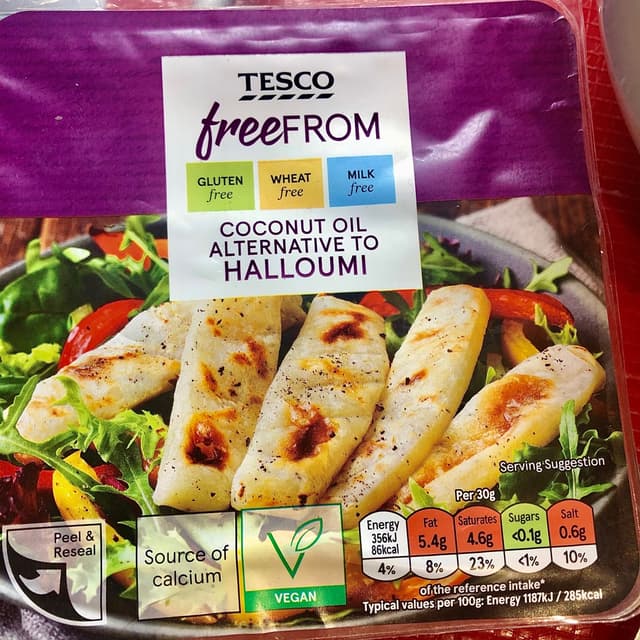 TESCO
freeFROM
GLUTEN
free
WHEAT
free
MILK
free
COCONUT OIL
ALTERNATIVE TO
HALLOUMI
Serving Suggestion
Peel &
Reseal
Source of
calcium
V
VEGAN
Per 30g
Energy
356kJ
86kcal
4%
Fat
5.4g
8%
Saturates
4.6g
23%
Sugars
<0.1g
<1%
Salt
0.6g
10%
of the reference intake*
Typical values per 100g: Energy 1187kJ / 285kcal